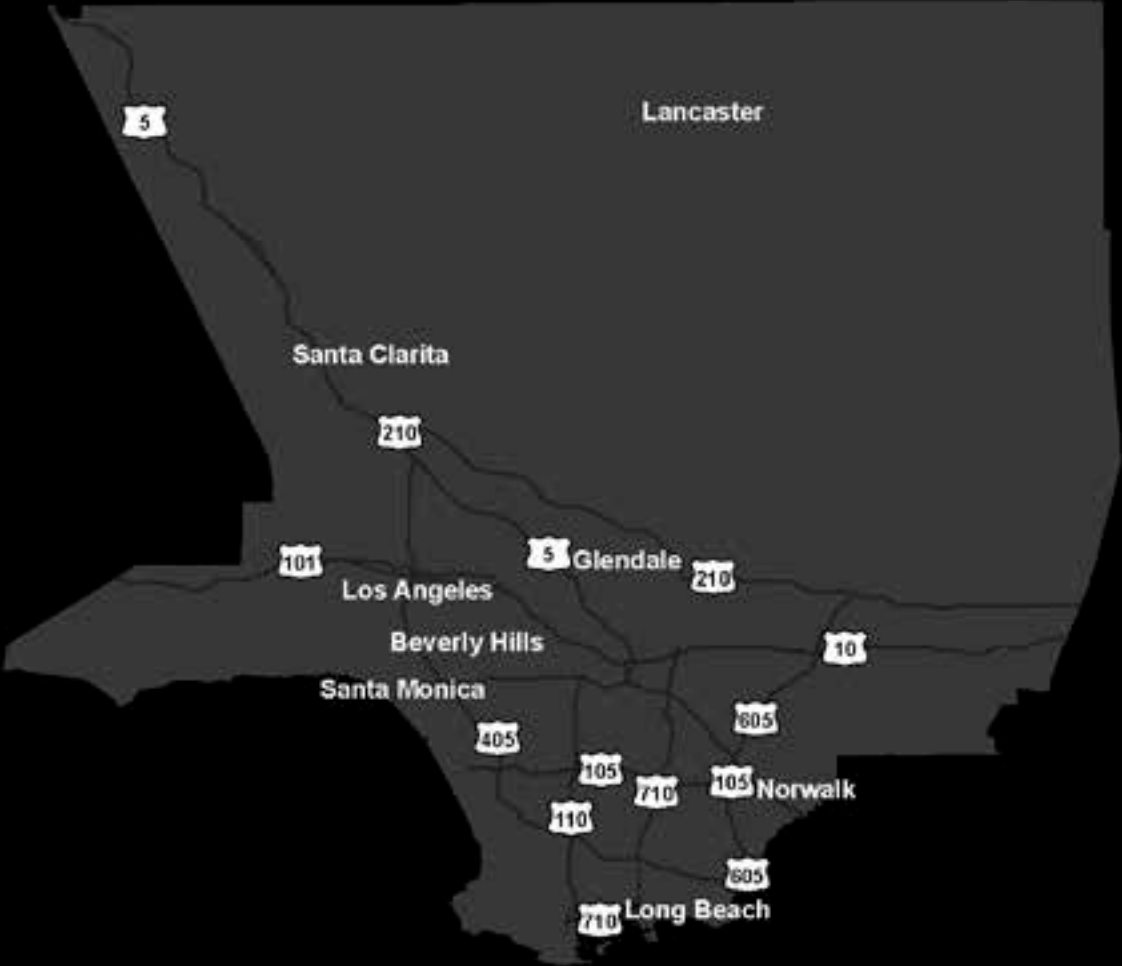 Lancaster
5
Santa Clarita
210
5
Glendale
101
210
Los Angeles
Beverly Hills
10
Santa Monica
605
405
105
105
Norwalk
710
110
605
Long Beach
710